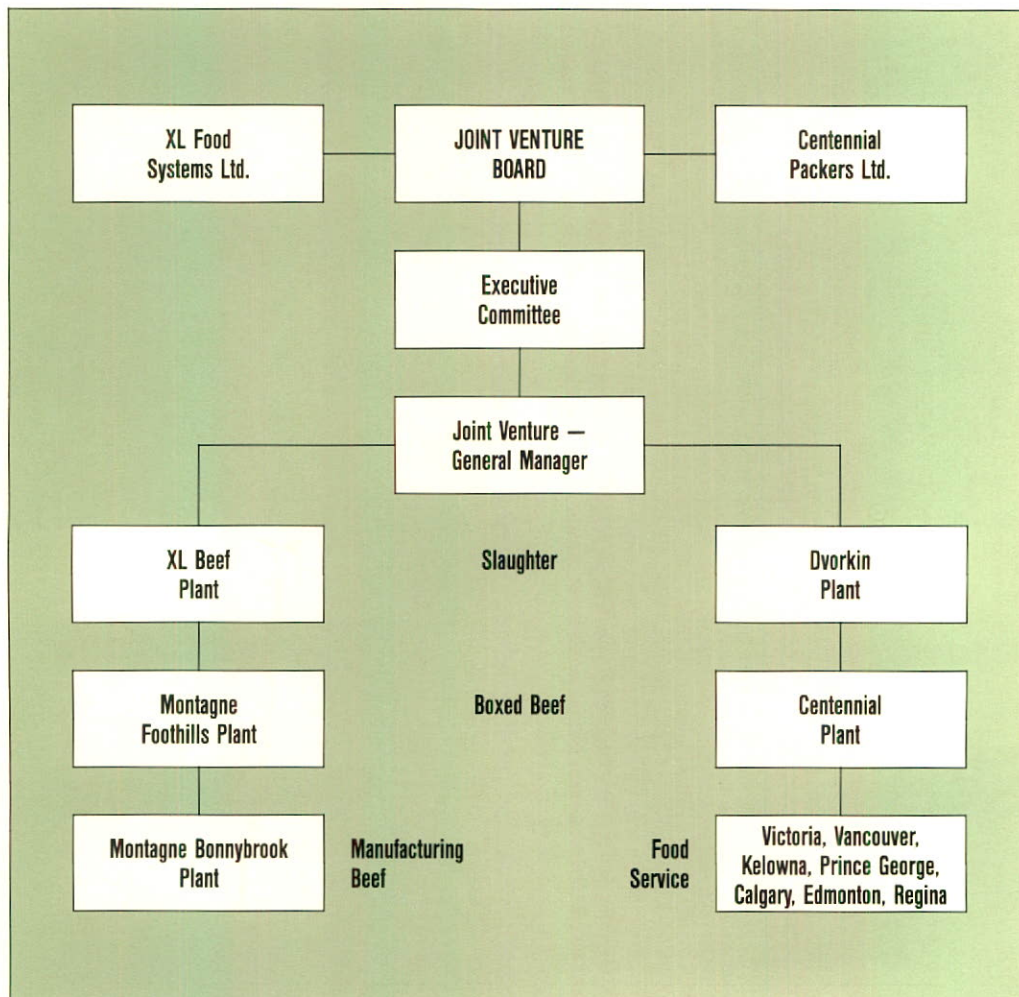 XL Food
Systems Ltd.
JOINT VENTURE
BOARD
Centennial
Packers Ltd.
Executive
Committee
Joint Venture —
General Manager
XL Beef
Plant
Slaughter
Dvorkin
Plant
Montagne
Foothills Plant
Boxed Beef
Centennial
Plant
Montagne Bonnybrook
Plant
Manufacturing
Beef
Food
Service
Victoria, Vancouver,
Kelowna, Prince George,
Calgary, Edmonton, Regina